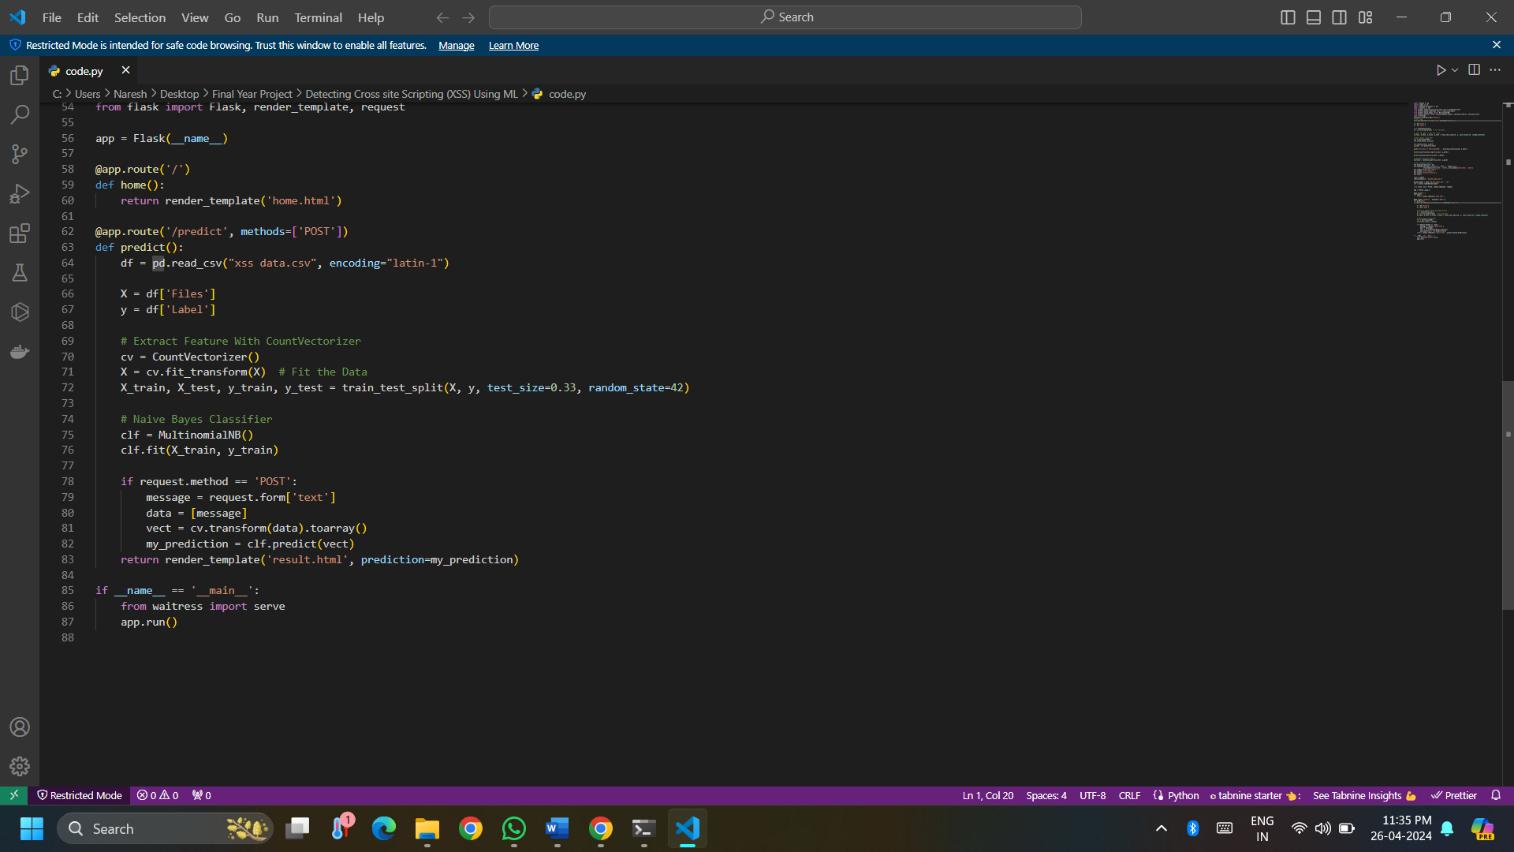 File Edit Selection View Go Run Terminal Help
Search
Restricted Mode is intended for safe code browsing. Trust this window to enable all features. Manage Learn More
code.py
C: > Users > Naresh > Desktop > Final Year Project > Detecting Cross site Scripting (XSS) Using ML > code.py
54 from flask import Flask, render_template, request
55
56 app = Flask(__name__)
57
58 @app.route('/')
59 def home():
60     return render_template('home.html')
61
62 @app.route('/predict', methods=['POST'])
63 def predict():
64     df = pd.read_csv("xss data.csv", encoding="latin-1")
65
66     X = df['Files']
67     y = df['Label']
68
69     # Extract Feature With CountVectorizer
70     cv = CountVectorizer()
71     X = cv.fit_transform(X)  # Fit the Data
72     X_train, X_test, y_train, y_test = train_test_split(X, y, test_size=0.33, random_state=42)
73
74     # Naive Bayes Classifier
75     clf = MultinomialNB()
76     clf.fit(X_train, y_train)
77
78     if request.method == 'POST':
79         message = request.form['text']
80         data = [message]
81         vect = cv.transform(data).toarray()
82         my_prediction = clf.predict(vect)
83     return render_template('result.html', prediction=my_prediction)
84
85 if __name__ == '__main__':
86     from waitress import serve
87     app.run()
88
Restricted Mode 0 0 0 Ln 1, Col 20 Spaces: 4 UTF-8 CRLF Python tabnine starter See Tabnine Insights Prettier
Search 1 ENG IN 11:35 PM 26-04-2024 PRE